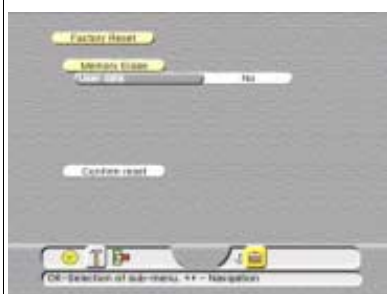 Factory Reset
Memory Erase
User data No
Confirm reset
OK-Selection of sub-menu, ++ - Navigation